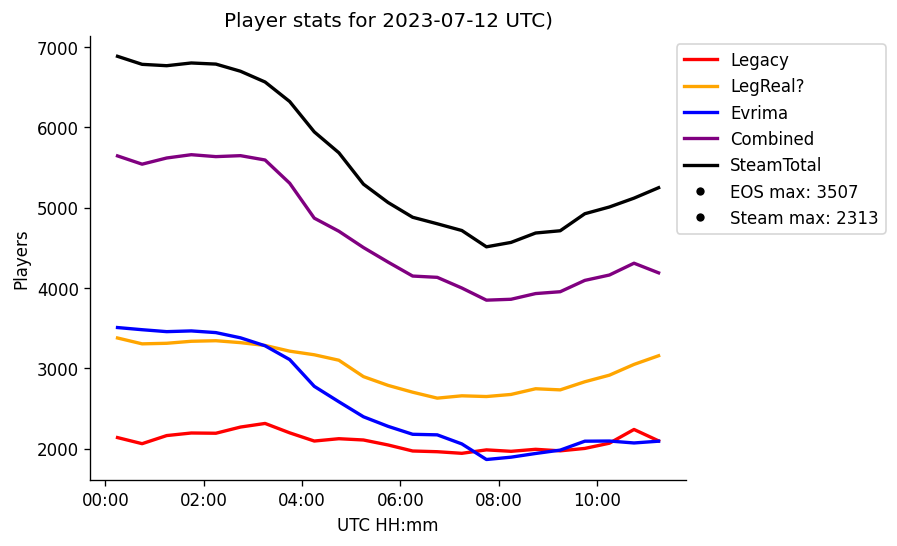 Player stats for 2023-07-12 UTC)
7000
6000
5000
4000
3000
2000
Players
00:00 02:00 04:00 06:00 08:00 10:00
UTC HH:mm
Legacy
LegReal?
Evrima
Combined
SteamTotal
EOS max: 3507
Steam max: 2313